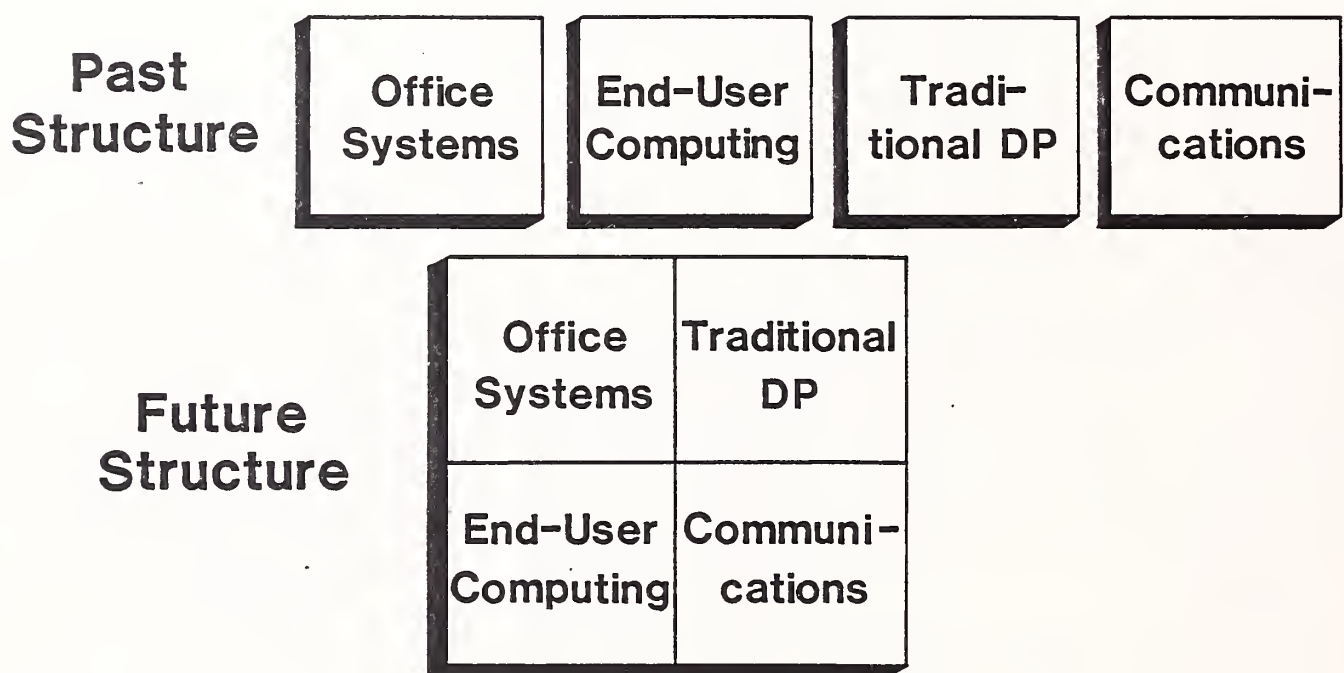 Past
Structure
Office
Systems
End-User
Computing
Tradi-
tional DP
Communi-
cations
Future
Structure
Office
Systems
Traditional
DP
End-User
Computing
Communi-
cations